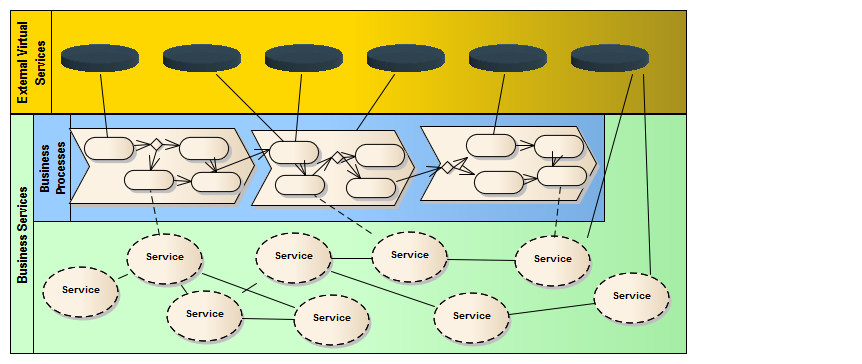 External Virtual
Services
Business
Processes
Business Services
Service
Service
Service
Service
Service
Service
Service
Service
Service